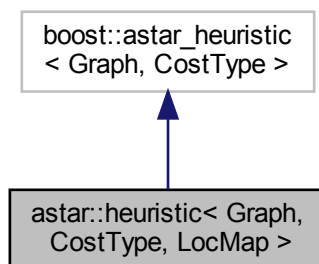 boost::astar_heuristic
< Graph, CostType >
astar::heuristic< Graph,
CostType, LocMap >